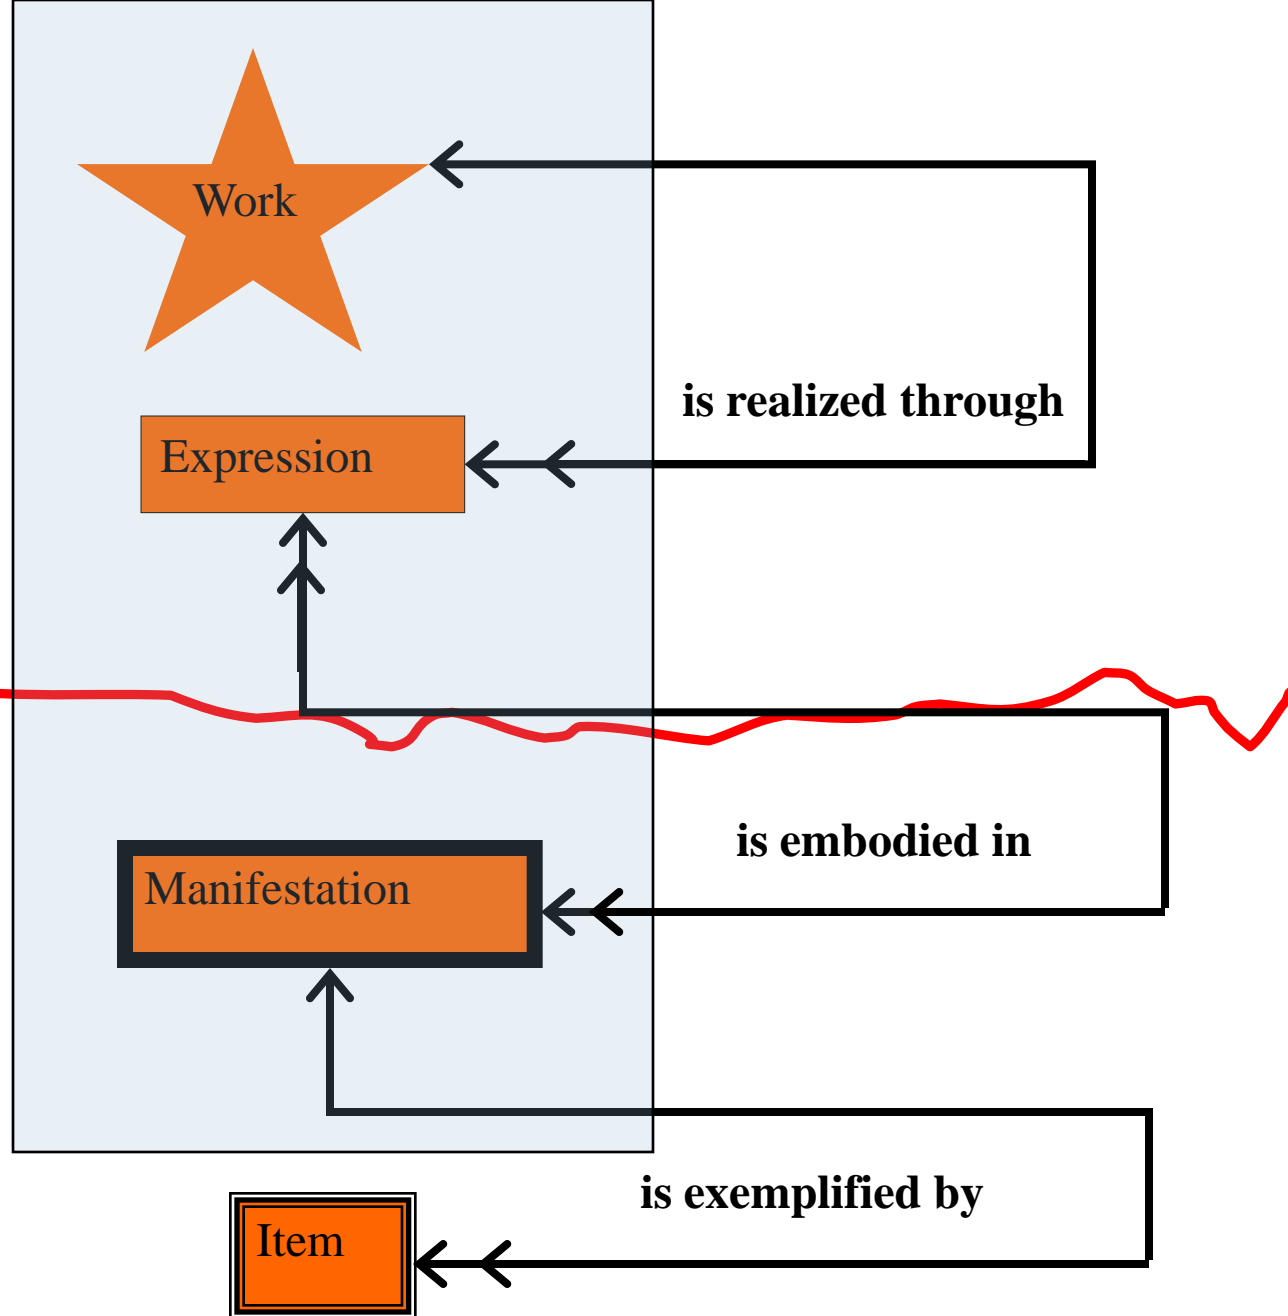 Work
is realized through
Expression
is embodied in
Manifestation
is exemplified by
Item